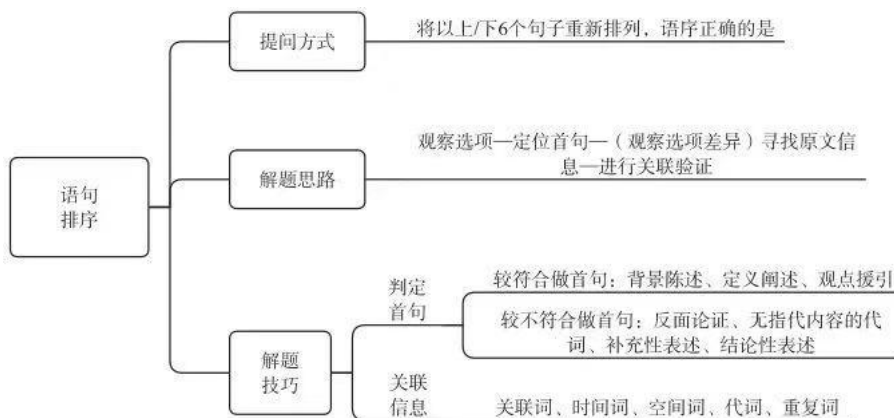 提问方式
将以上/下6个句子重新排列，语序正确的是
语句
排序
解题思路
观察选项—定位首句—（观察选项差异）寻找原文信
息—进行关联验证
解题
技巧
判定
首句
较符合做首句：背景陈述、定义阐述、观点援引
较不符合做首句：反面论证、无指代内容的代
词、补充性表述、结论性表述
关联
信息
关联词、时间词、空间词、代词、重复词